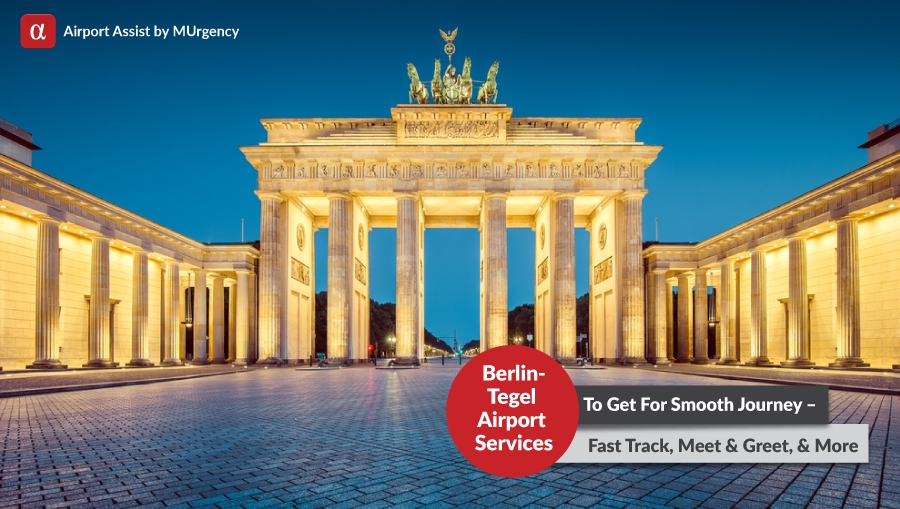 α
Airport Assist by MUrgency
Berlin-
Tegel
Airport
Services
To Get For Smooth Journey –
Fast Track, Meet & Greet, & More